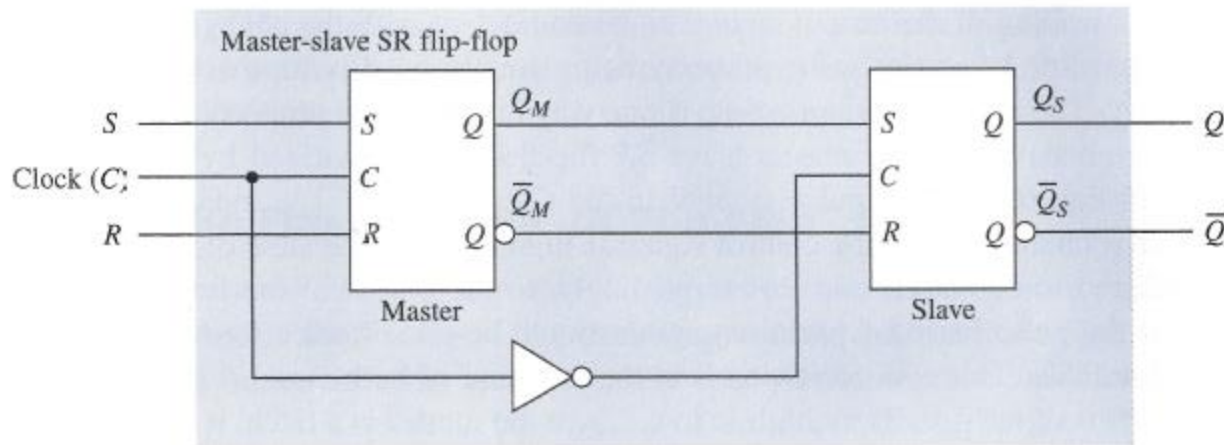 Master-slave SR flip-flop
S
Clock (C)
R
S
C
R
Q
Q
Master
Q_M
Q̅_M
S
C
R
Q
Q
Slave
Q_S
Q̅_S
Q
Q̅